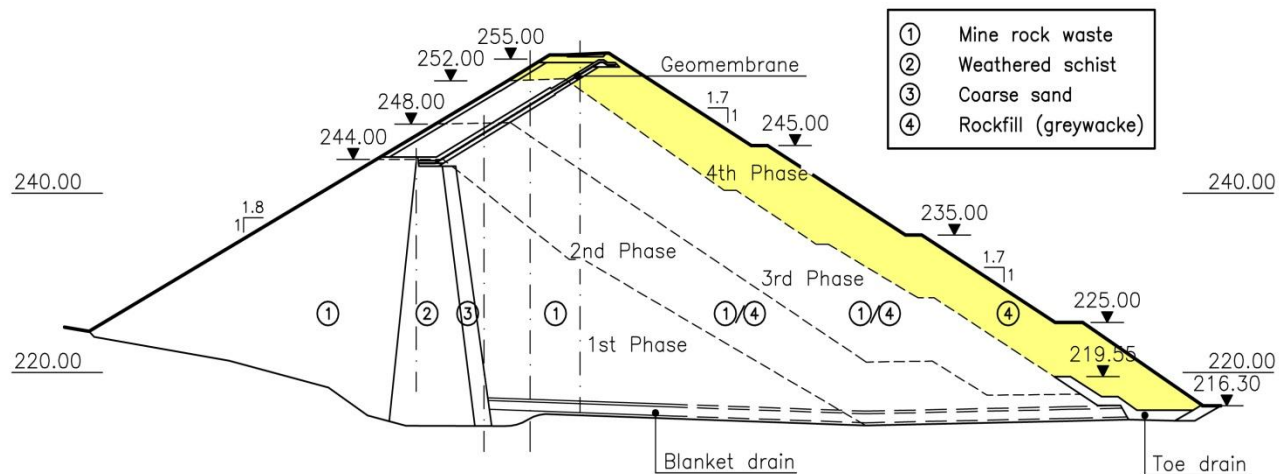 ① Mine rock waste
② Weathered schist
③ Coarse sand
④ Rockfill (greywacke)
255.00
252.00
Geomembrane
248.00
1.7
1
245.00
244.00
4th Phase
240.00
240.00
1.8
1
235.00
2nd Phase
3rd Phase
1.7
1
① ② ③ ① ①/④ ①/④ ④
225.00
1st Phase
219.55
220.00
220.00
216.30
Blanket drain
Toe drain